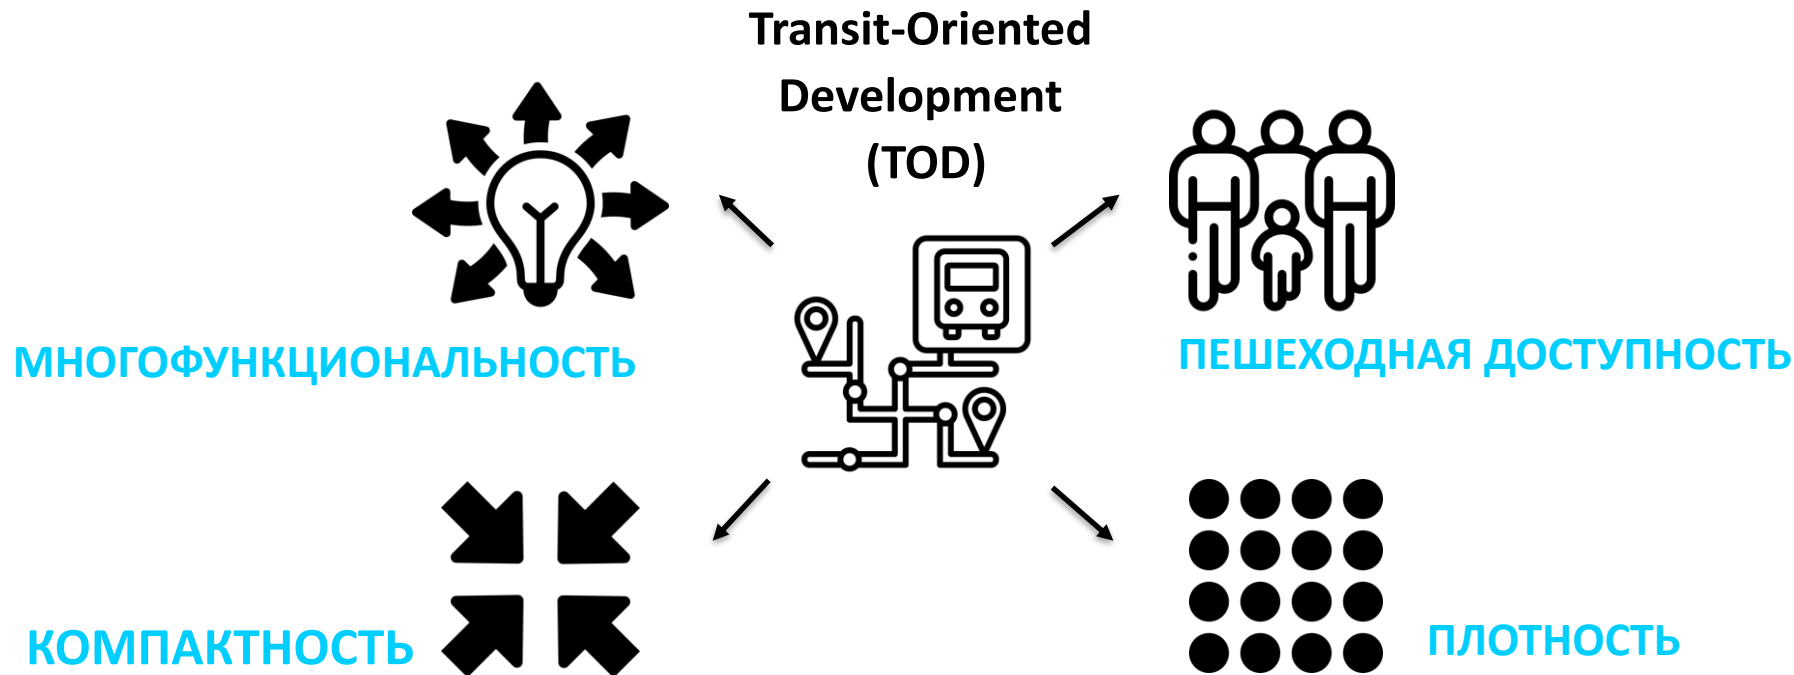 Transit-Oriented
Development
(TOD)
МНОГОФУНКЦИОНАЛЬНОСТЬ
ПЕШЕХОДНАЯ ДОСТУПНОСТЬ
КОМПАКТНОСТЬ
ПЛОТНОСТЬ